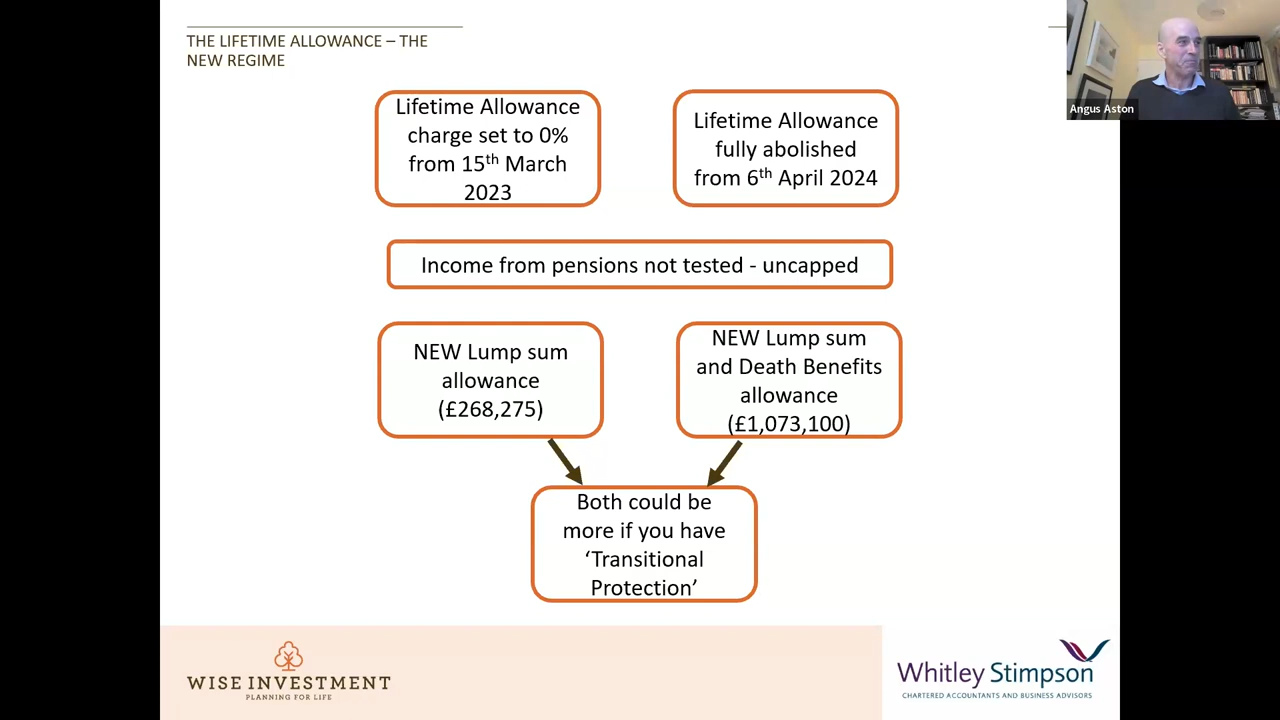 THE LIFETIME ALLOWANCE – THE
NEW REGIME
Angus Aston
Lifetime Allowance
charge set to 0%
from 15th March
2023
Lifetime Allowance
fully abolished
from 6th April 2024
Income from pensions not tested - uncapped
NEW Lump sum
allowance
(£268,275)
NEW Lump sum
and Death Benefits
allowance
(£1,073,100)
Both could be
more if you have
‘Transitional
Protection’
WISE INVESTMENT
PLANNING FOR LIFE
Whitley Stimpson
CHARTERED ACCOUNTANTS AND BUSINESS ADVISORS